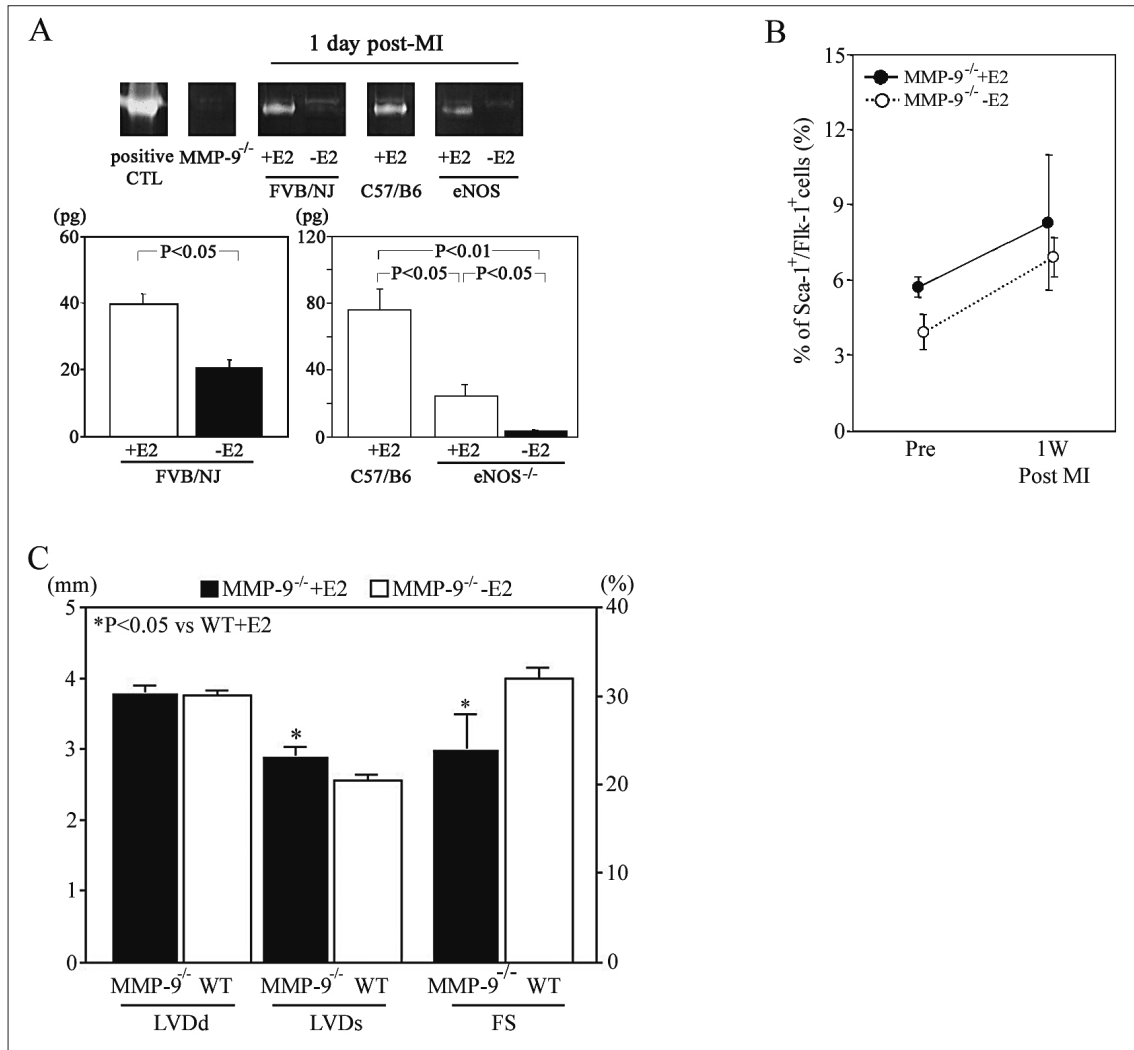 A
1 day post-MI
positive CTL
MMP-9-/-
+E2 -E2
FVB/NJ
+E2
C57/B6
+E2 -E2
eNOS
(pg)
60
40
20
0
P<0.05
+E2 -E2
FVB/NJ
(pg)
120
80
40
0
P<0.01
P<0.05 P<0.05
+E2 +E2 -E2
C57/B6 eNOS-/-
B
% of Sca-1+/Flk-1+cells (%)
15
12
9
6
3
0
MMP-9-/-+E2
MMP-9-/--E2
Pre 1W
Post MI
C
(mm) (%)
MMP-9-/-+E2 MMP-9-/--E2
*P<0.05 vs WT+E2
5
4
3
2
1
0
40
30
20
10
0
*
*
MMP-9-/- WT MMP-9-/- WT MMP-9-/- WT
LVDd LVDs FS